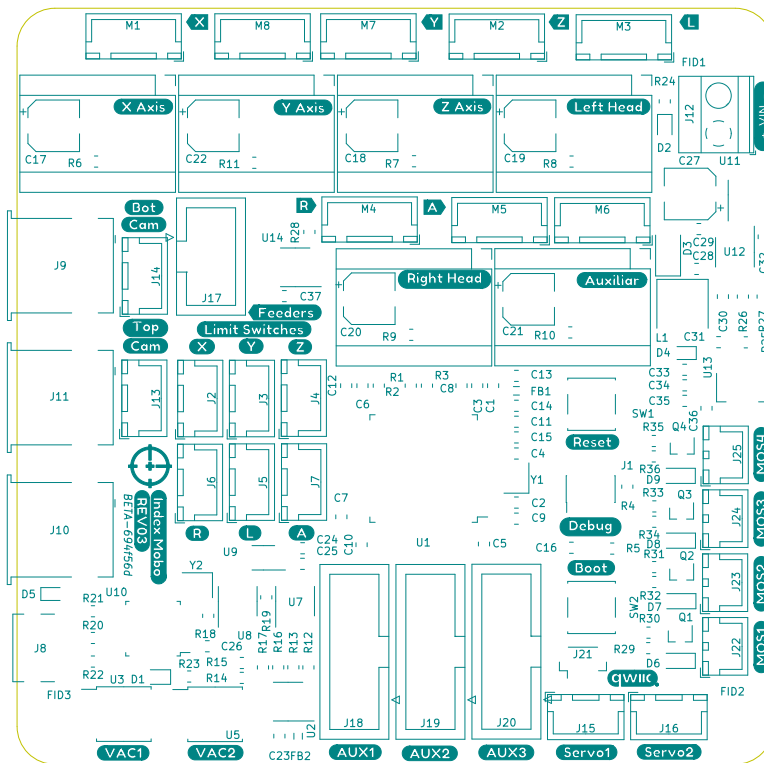 M1 X M8 M7 Y M2 Z M3 L
FID1
R24
X Axis Y Axis Z Axis Left Head J12
+ + + +
D2
C17 R6 C22 R11 C18 R7 C19 R8 C27 U11
Bot R M4 A M5 M6 +
Cam
R28 U14
D3 C29 U12
C28
J9 J14 J17 C37 Right Head Auxiliar
+ +
Feeders
Top Limit Switches C20 R9 C21 R10 C30 R26 R27
Cam X Y Z L1 C31
D4 U13
C12 R1 R3 C13 C33
R2 C8 FB1 C34
J11 J13 J2 J3 J4 C6 C3 C1 C14 C35
C11 SW1 C36
C15 Reset R35 Q4
C4 J25
J6 J5 J7 Y1 J1 R36
D9
BETA-694f56d
REV03
Index Mobo
C7 C2 R4 R33 Q3
J10 R L A C9 Debug J24
U9 C24 C10 U1 C5 C16 R34
C25 R5 D8
Y2 Boot R31 Q2
D5 U10 R21 U7 J23
R19 SW2 R32
R20 D7
R18 U8 R30 Q1
J8 C26 R17 R16 R13 R12 J22
R15 J21 R29
R22 R23 D6
U3 D1 R14 qwiic
FID3 FID2
U5 U2 J18 J19 J20 J15 J16
C23 FB2
VAC1 VAC2 AUX1 AUX2 AUX3 Servo1 Servo2
MOS3
MOS2
MOS1